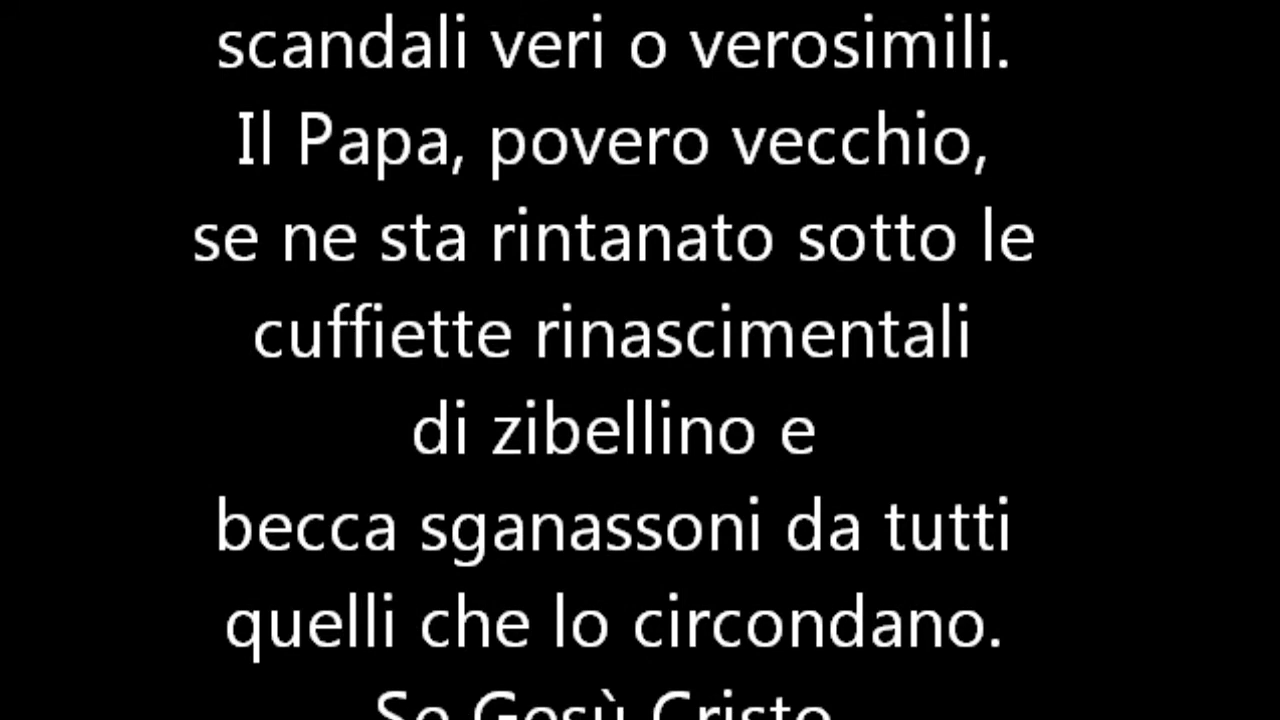 scandali veri o verosimili.
Il Papa, povero vecchio,
se ne sta rintanato sotto le
cuffiette rinascimentali
di zibellino e
becca sganassoni da tutti
quelli che lo circondano.
Se Gesù Cristo